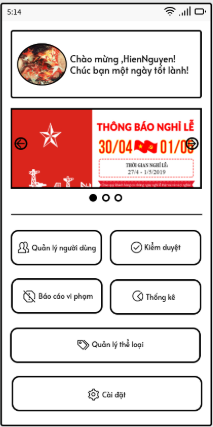 5:14
Chào mừng ,HienNguyen!
Chúc bạn một ngày tốt lành!
THÔNG BÁO NGHỈ LỄ
30/04 01/0
THỜI GIAN NGHỈ LỄ:
27/4 - 1/5/2019
Quản lý người dùng
Kiểm duyệt
Báo cáo vi phạm
Thống kê
Quản lý thể loại
Cài đặt